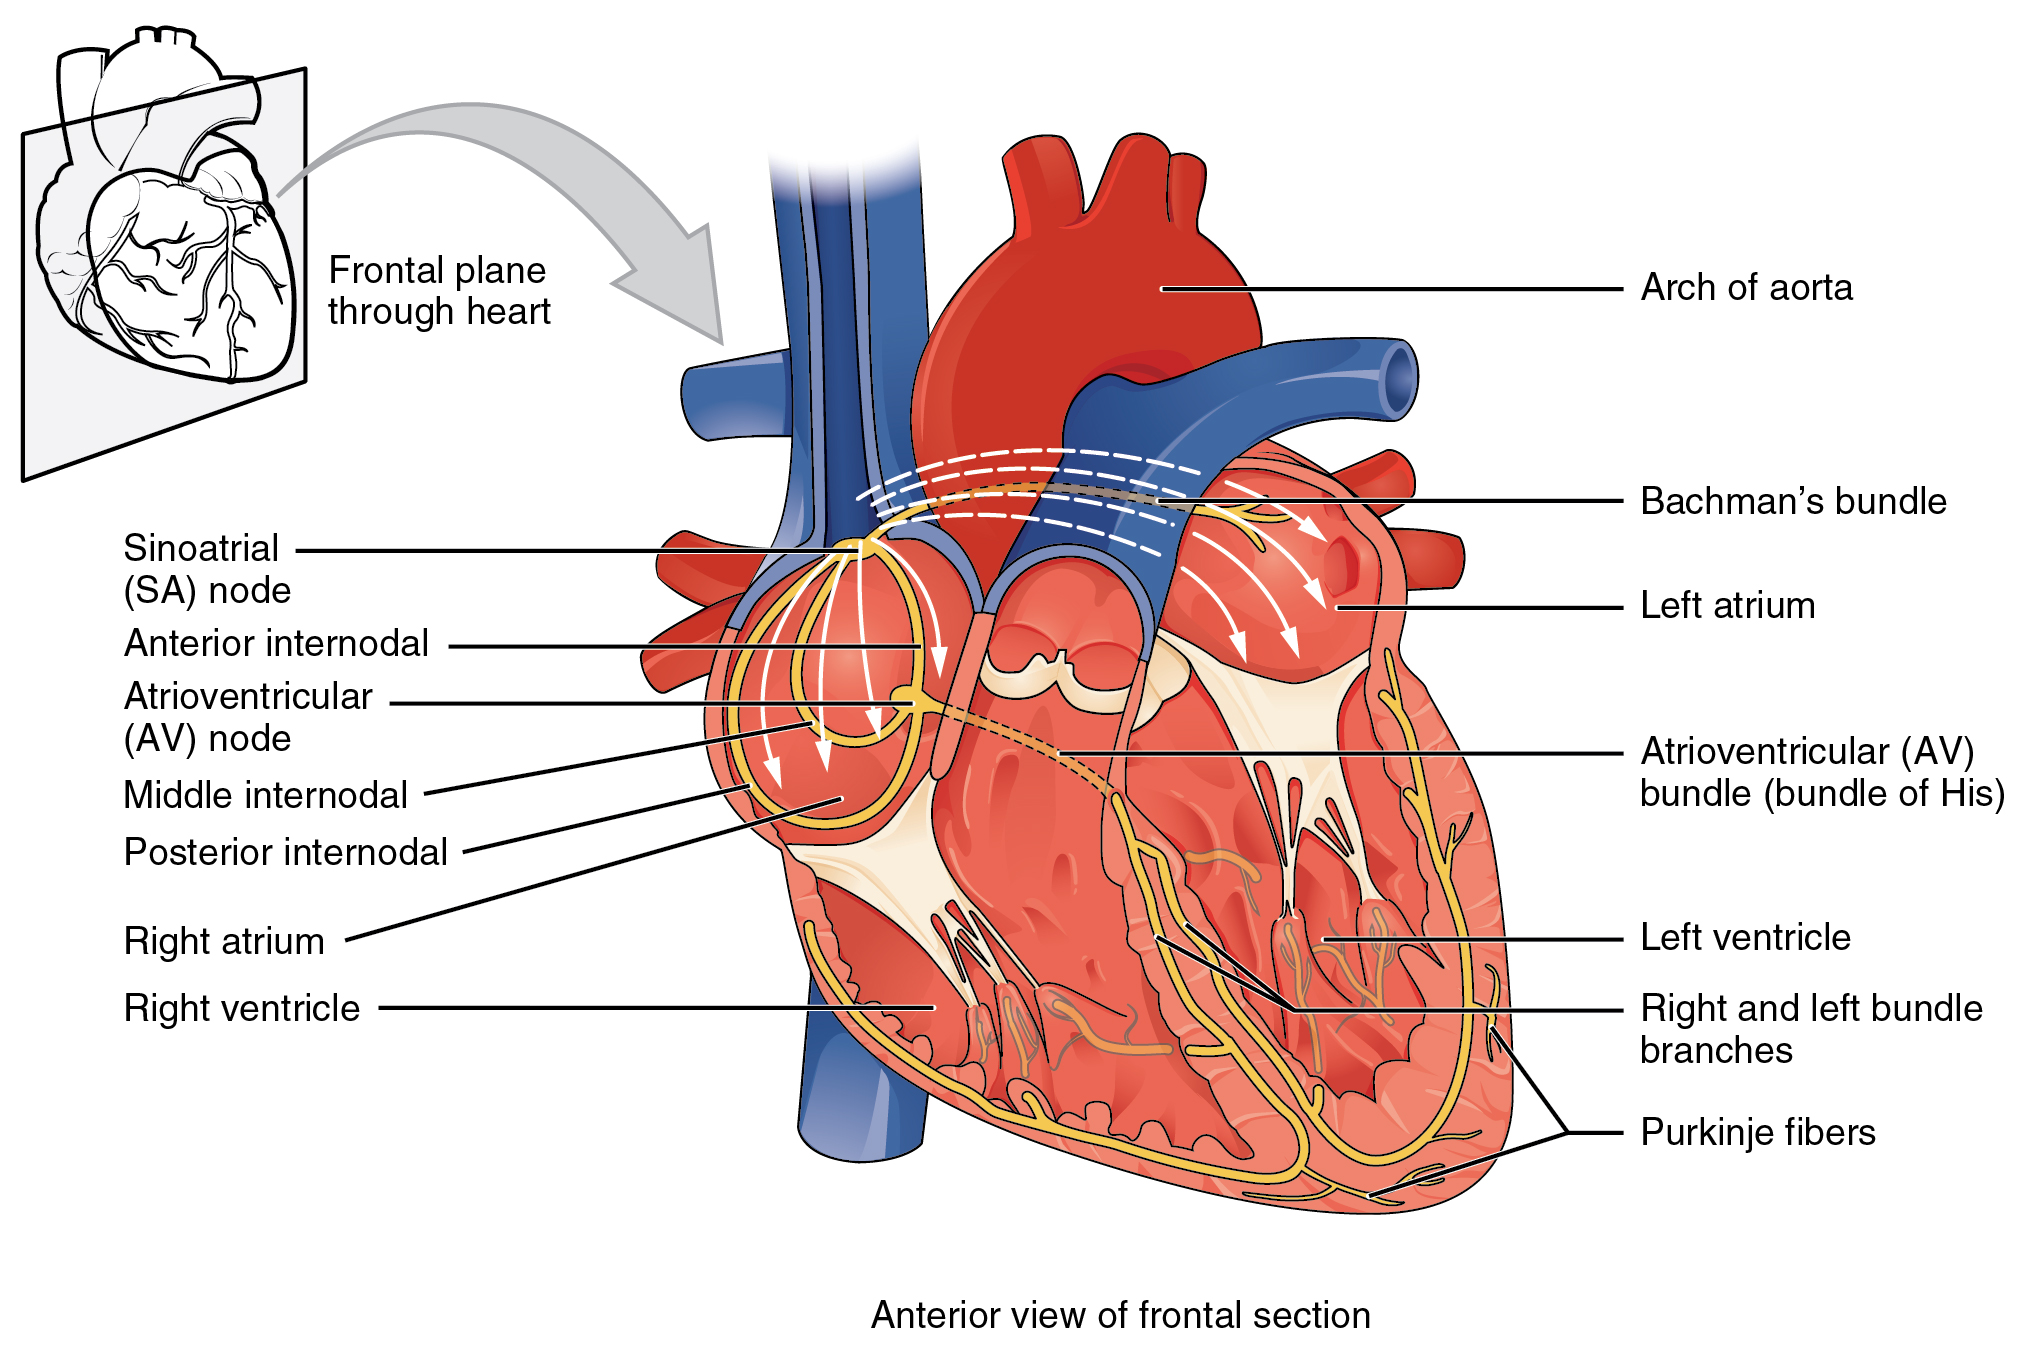 Frontal plane
through heart
Sinoatrial
(SA) node
Anterior internodal
Atrioventricular
(AV) node
Middle internodal
Posterior internodal
Right atrium
Right ventricle
Arch of aorta
Bachman’s bundle
Left atrium
Atrioventricular (AV)
bundle (bundle of His)
Left ventricle
Right and left bundle
branches
Purkinje fibers
Anterior view of frontal section